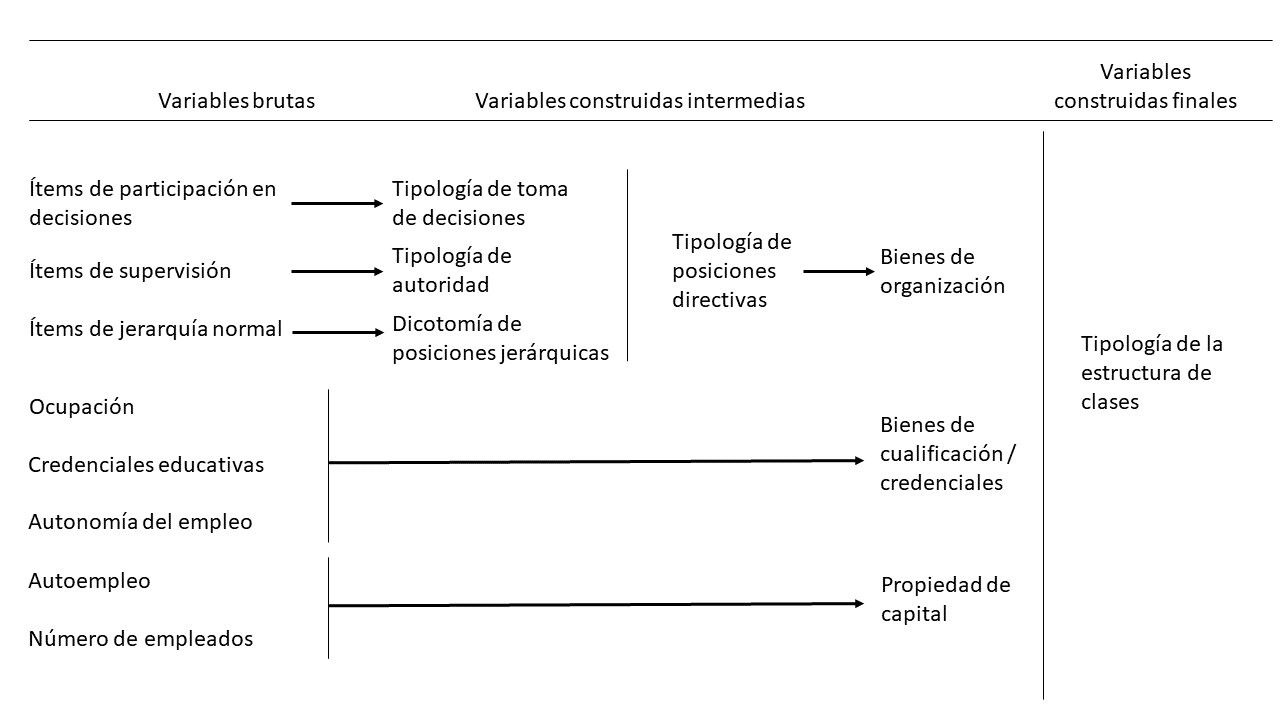 Variables brutas
Variables construidas intermedias
Variables
construidas finales
Ítems de participación en
decisiones
Tipología de toma
de decisiones
Ítems de supervisión
Tipología de
autoridad
Ítems de jerarquía normal
Dicotomía de
posiciones jerárquicas
Tipología de
posiciones
directivas
Bienes de
organización
Ocupación
Credenciales educativas
Autonomía del empleo
Bienes de
cualificación /
credenciales
Autoempleo
Número de empleados
Propiedad de
capital
Tipología de la
estructura de
clases